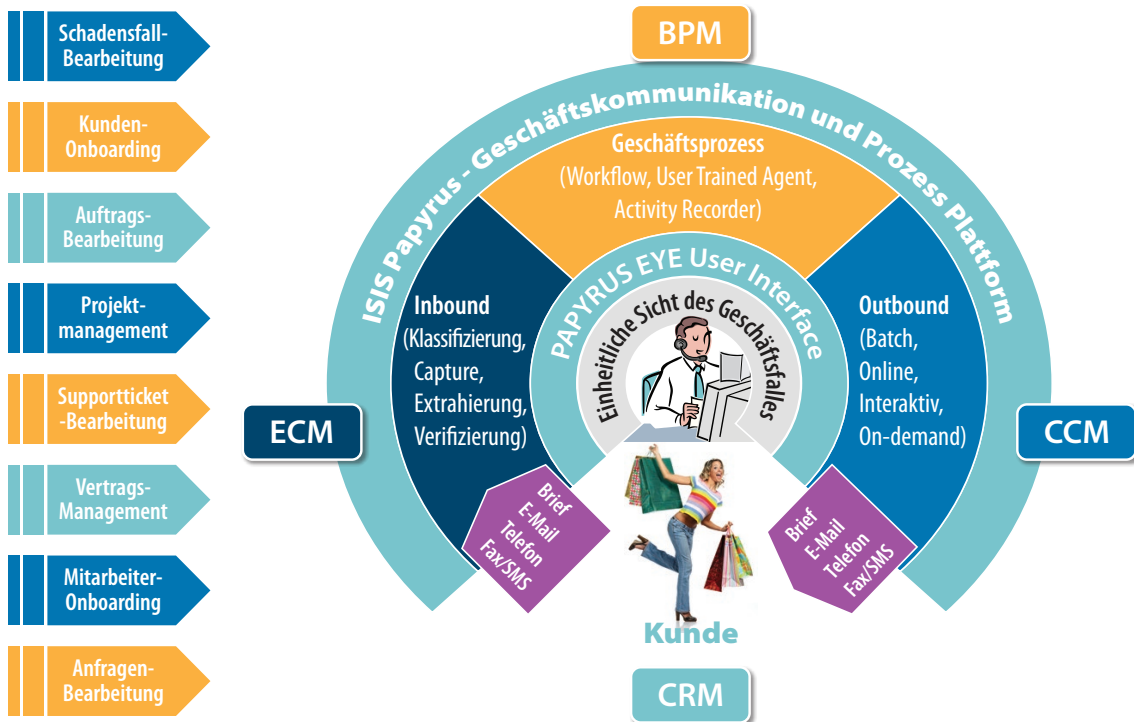 Schadensfall-
Bearbeitung
Kunden-
Onboarding
Auftrags-
Bearbeitung
Projekt-
management
Supportticket
-Bearbeitung
Vertrags-
Management
Mitarbeiter-
Onboarding
Anfragen-
Bearbeitung
BPM
ISIS Papyrus - Geschäftskommunikation und Prozess Plattform
Geschäftsprozess
(Workflow, User Trained Agent,
Activity Recorder)
PAPYRUS EYE User Interface
Einheitliche Sicht des Geschäftsfalles
Inbound
(Klassifizierung,
Capture,
Extrahierung,
Verifizierung)
Outbound
(Batch,
Online,
Interaktiv,
On-demand)
ECM
CCM
Brief
E-Mail
Telefon
Fax/SMS
Brief
E-Mail
Telefon
Fax/SMS
Kunde
CRM